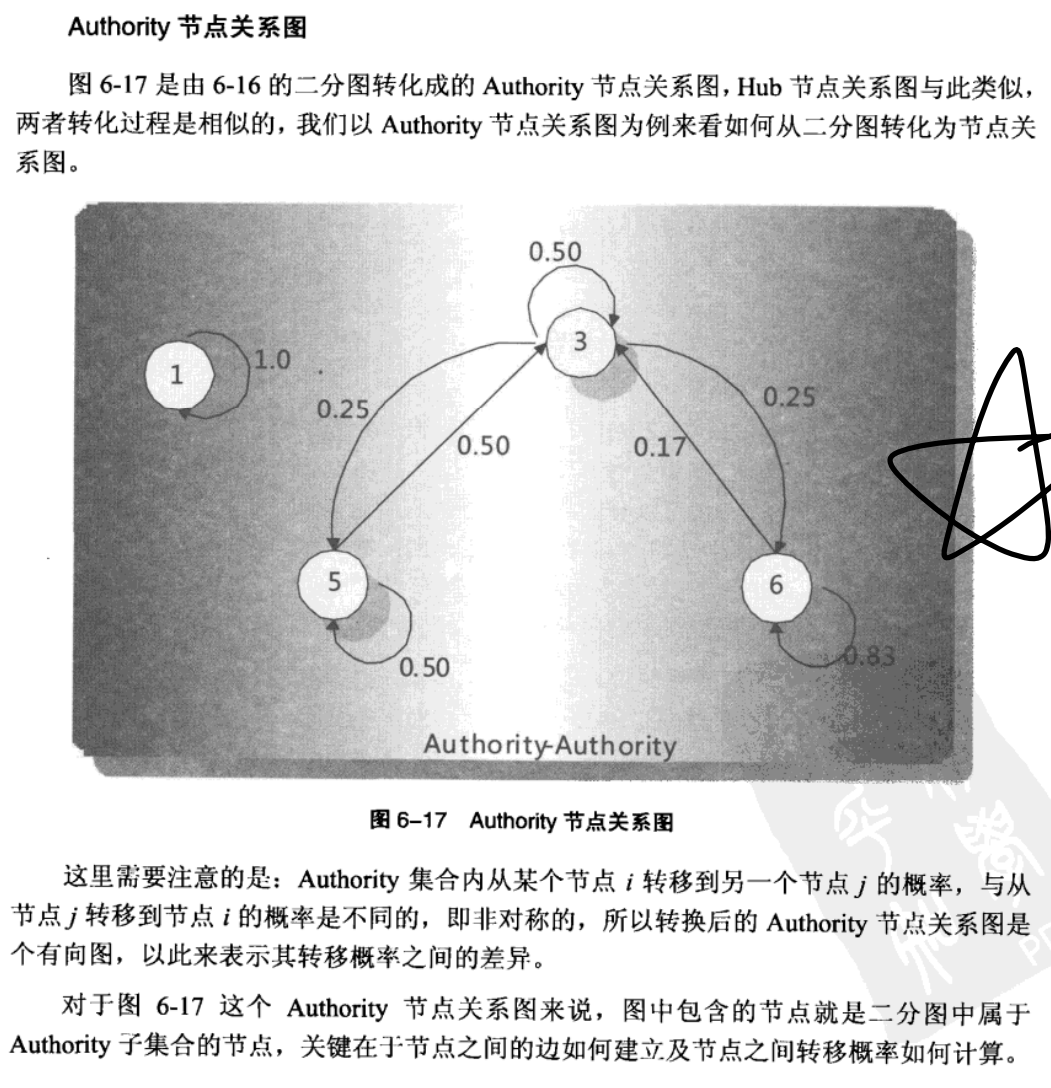 Authority 节点关系图
图 6-17 是由 6-16 的二分图转化成的 Authority 节点关系图，Hub 节点关系图与此类似，
两者转化过程是相似的，我们以 Authority 节点关系图为例来看如何从二分图转化为节点关
系图。
0.50
3
1
1.0
0.25
0.25
0.50
0.17
5
6
0.50
0.83
Authority-Authority
图 6-17 Authority 节点关系图
这里需要注意的是：Authority 集合内从某个节点 i 转移到另一个节点 j 的概率，与从
节点 j 转移到节点 i 的概率是不同的，即非对称的，所以转换后的 Authority 节点关系图是
个有向图，以此来表示其转移概率之间的差异。
对于图 6-17 这个 Authority 节点关系图来说，图中包含的节点就是二分图中属于
Authority 子集合的节点，关键在于节点之间的边如何建立及节点之间转移概率如何计算。